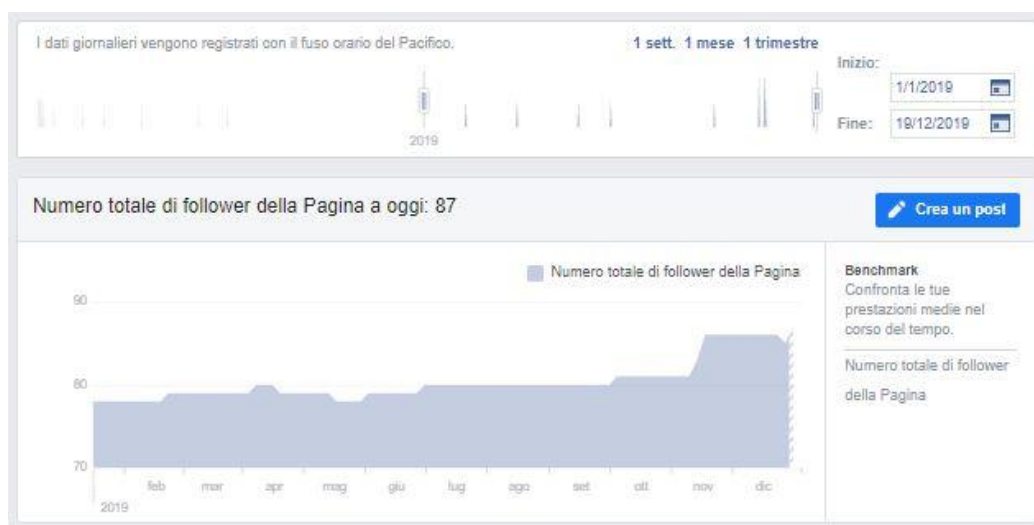 I dati giornalieri vengono registrati con il fuso orario del Pacifico.
1 sett. 1 mese 1 trimestre
Inizio:
1/1/2019
Fine:
19/12/2019
2019
Numero totale di follower della Pagina a oggi: 87
Crea un post
Numero totale di follower della Pagina
90
80
70
feb mar apr mag giu lug ago set ott nov dic
2019
Benchmark
Confronta le tue
prestazioni medie nel
corso del tempo.
Numero totale di follower
della Pagina